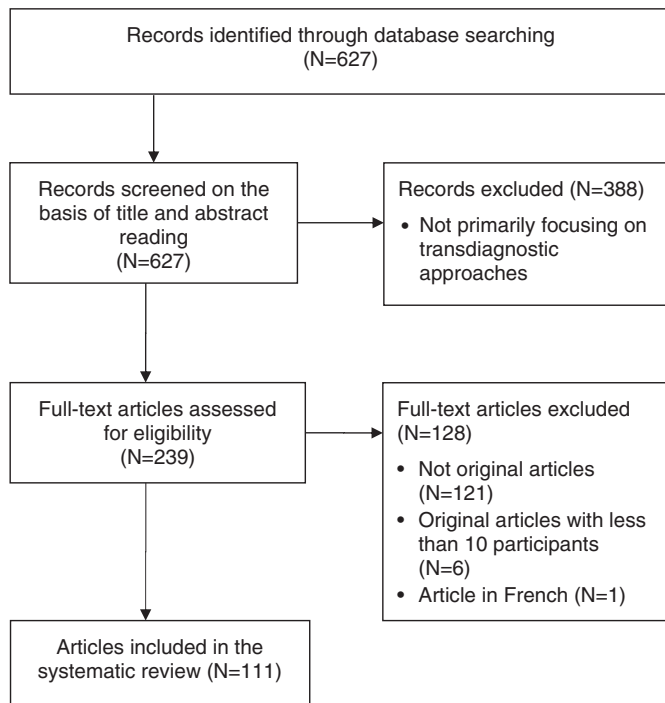 Records identified through database searching
(N=627)
Records screened on the
basis of title and abstract
reading
(N=627)
Records excluded (N=388)
• Not primarily focusing on
transdiagnostic
approaches
Full-text articles assessed
for eligibility
(N=239)
Full-text articles excluded
(N=128)
• Not original articles
(N=121)
• Original articles with less
than 10 participants
(N=6)
• Article in French (N=1)
Articles included in the
systematic review (N=111)